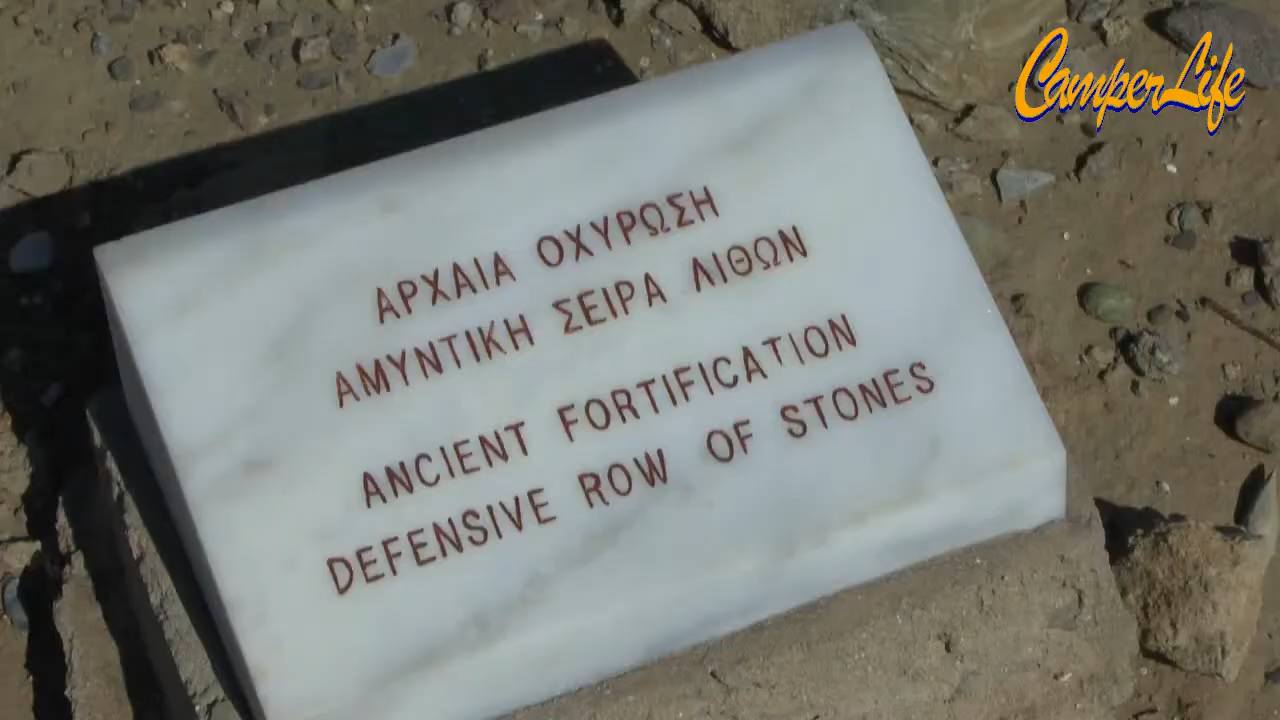 CamperLife
ΑΡΧΑΙΑ ΟΧΥΡΩΣΗ
ΑΜΥΝΤΙΚΗ ΣΕΙΡΑ ΛΙΘΩΝ
ANCIENT FORTIFICATION
DEFENSIVE ROW OF STONES